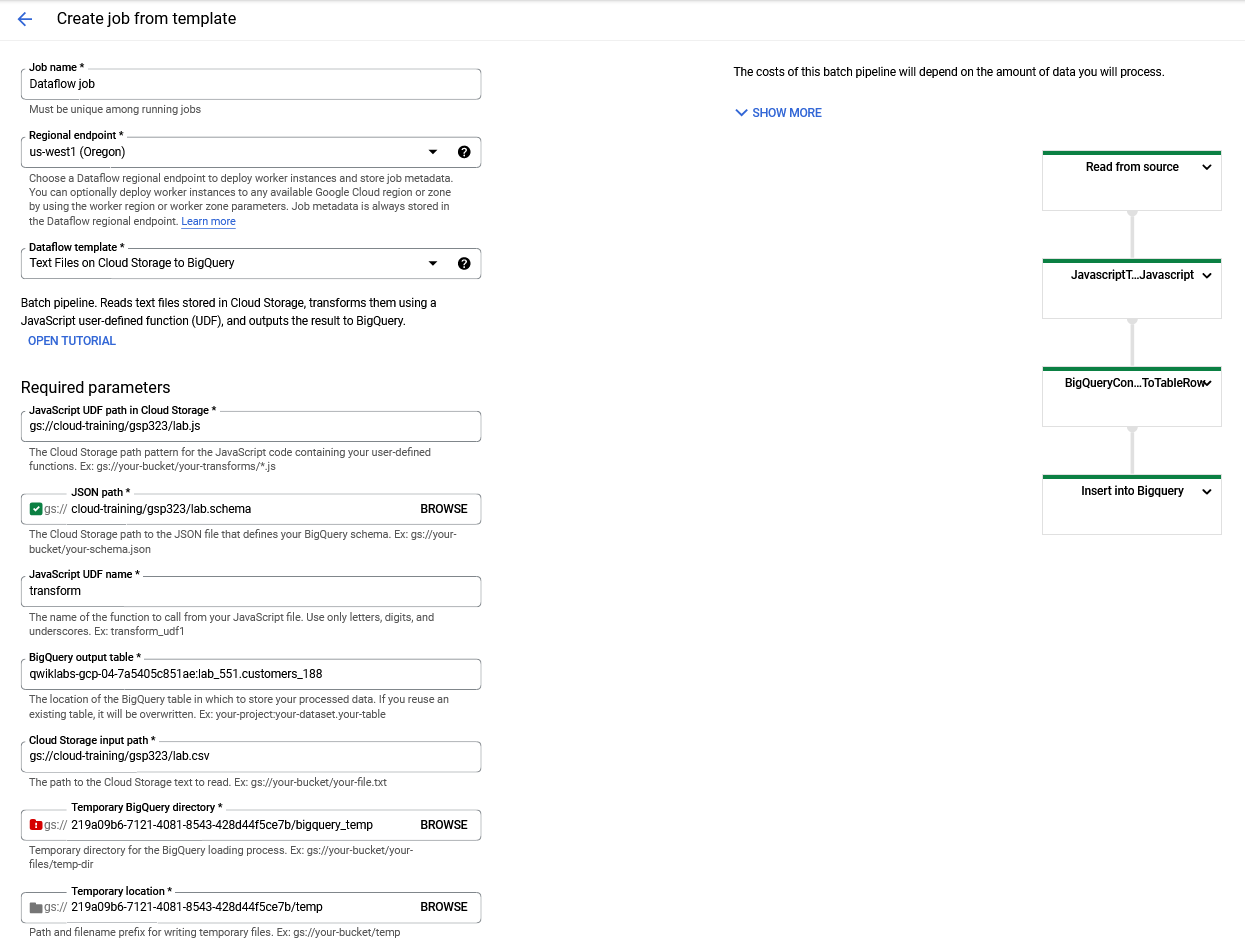 Create job from template
Job name *
Dataflow job
Must be unique among running jobs
Regional endpoint *
us-west1 (Oregon)
Choose a Dataflow regional endpoint to deploy worker instances and store job metadata.
You can optionally deploy worker instances to any available Google Cloud region or zone
by using the worker region or worker zone parameters. Job metadata is always stored in
the Dataflow regional endpoint. Learn more
Dataflow template *
Text Files on Cloud Storage to BigQuery
Batch pipeline. Reads text files stored in Cloud Storage, transforms them using a
JavaScript user-defined function (UDF), and outputs the result to BigQuery.
OPEN TUTORIAL
Required parameters
JavaScript UDF path in Cloud Storage *
gs://cloud-training/gsp323/lab.js
The Cloud Storage path pattern for the JavaScript code containing your user-defined
functions. Ex: gs://your-bucket/your-transforms/*.js
JSON path *
gs:// cloud-training/gsp323/lab.schema BROWSE
The Cloud Storage path to the JSON file that defines your BigQuery schema. Ex: gs://your-
bucket/your-schema.json
JavaScript UDF name *
transform
The name of the function to call from your JavaScript file. Use only letters, digits, and
underscores. Ex: transform_udf1
BigQuery output table *
qwiklabs-gcp-04-7a5405c851ae:lab_551.customers_188
The location of the BigQuery table in which to store your processed data. If you reuse an
existing table, it will be overwritten. Ex: your-project:your-dataset.your-table
Cloud Storage input path *
gs://cloud-training/gsp323/lab.csv
The path to the Cloud Storage text to read. Ex: gs://your-bucket/your-file.txt
Temporary BigQuery directory *
gs:// 219a09b6-7121-4081-8543-428d44f5ce7b/bigquery_temp BROWSE
Temporary directory for the BigQuery loading process. Ex: gs://your-bucket/your-
files/temp-dir
Temporary location *
gs:// 219a09b6-7121-4081-8543-428d44f5ce7b/temp BROWSE
Path and filename prefix for writing temporary files. Ex: gs://your-bucket/temp
The costs of this batch pipeline will depend on the amount of data you will process.
SHOW MORE
Read from source
JavascriptT...Javascript
BigQueryCon...ToTableRow
Insert into Bigquery